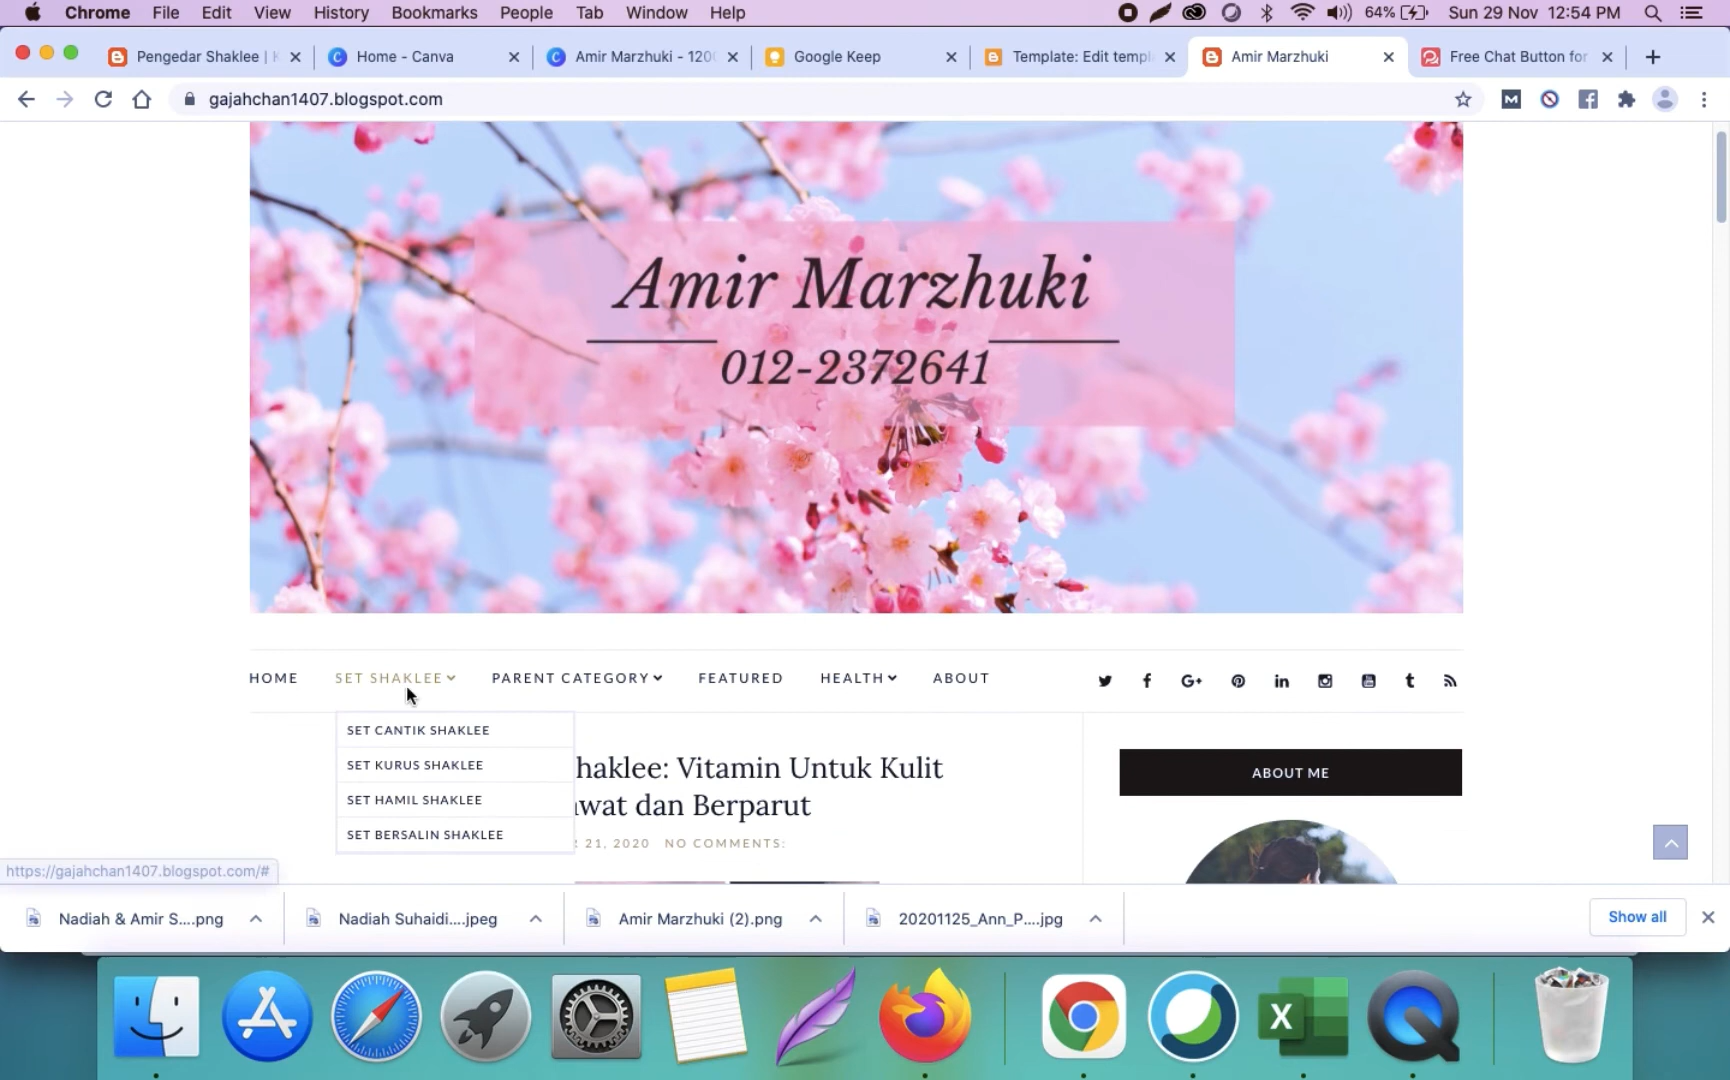 Chrome File Edit View History Bookmarks People Tab Window Help 64% Sun 29 Nov 12:54 PM
Pengedar Shaklee | Home - Canva Amir Marzhuki - 120 Google Keep Template: Edit templ Amir Marzhuki Free Chat Button for
gajahchan1407.blogspot.com
Amir Marzhuki
012-2372641
HOME SET SHAKLEE PARENT CATEGORY FEATURED HEALTH ABOUT
SET CANTIK SHAKLEE
SET KURUS SHAKLEE
SET HAMIL SHAKLEE
SET BERSALIN SHAKLEE
haklee: Vitamin Untuk Kulit
wat dan Berparut
21, 2020 NO COMMENTS:
ABOUT ME
https://gajahchan1407.blogspot.com/#
Nadiah & Amir S....png Nadiah Suhaidi....jpeg Amir Marzhuki (2).png 20201125_Ann_P....jpg Show all